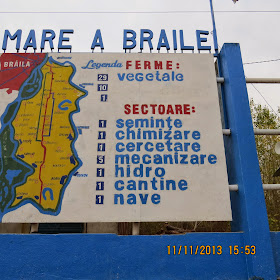 MARE A BRAILEI
BRĂILA
Legenda FERME:
29 vegetale
10
1
SECTOARE:
1 semințe
1 chimizare
1 cercetare
5 mecanizare
1 hidro
1 cantine
1 nave
11/11/2013 15:53